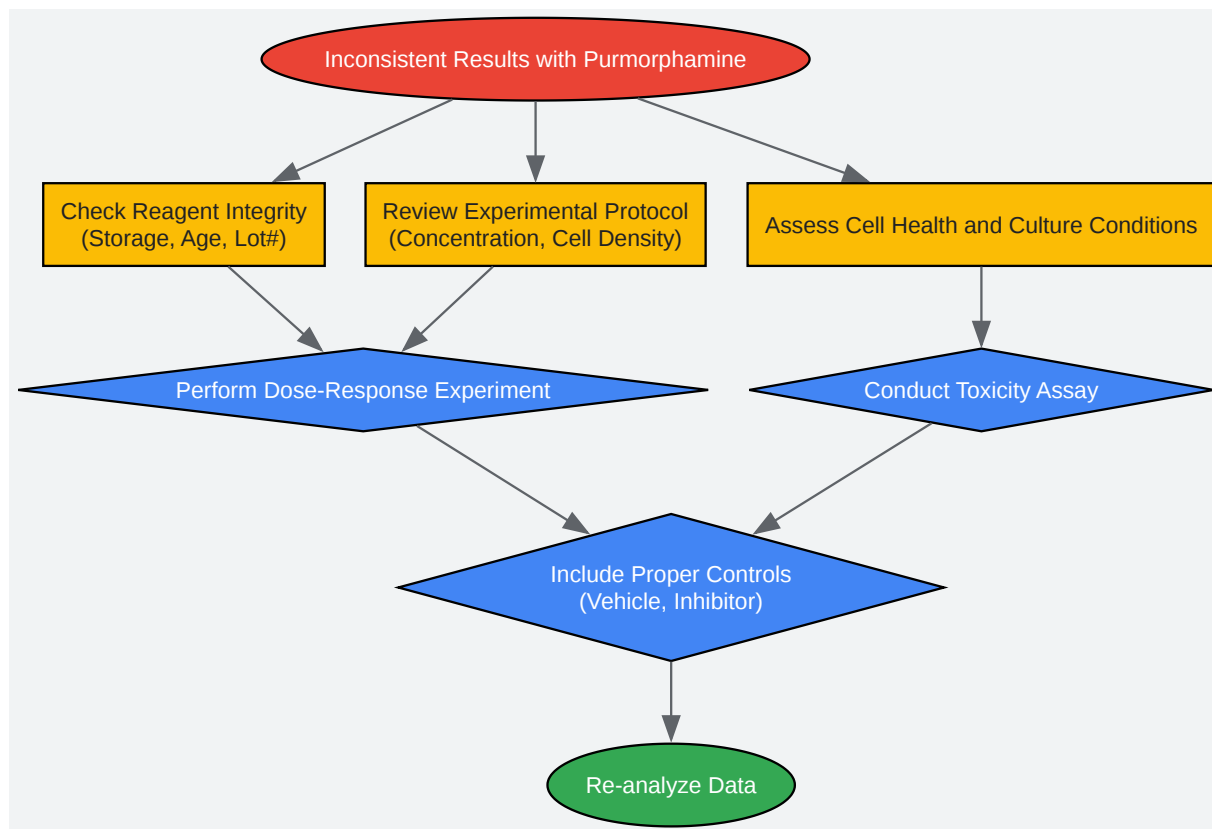 Inconsistent Results with Purmorphamine
Check Reagent Integrity
(Storage, Age, Lot#)
Review Experimental Protocol
(Concentration, Cell Density)
Assess Cell Health and Culture Conditions
Perform Dose-Response Experiment
Conduct Toxicity Assay
Include Proper Controls
(Vehicle, Inhibitor)
Re-analyze Data